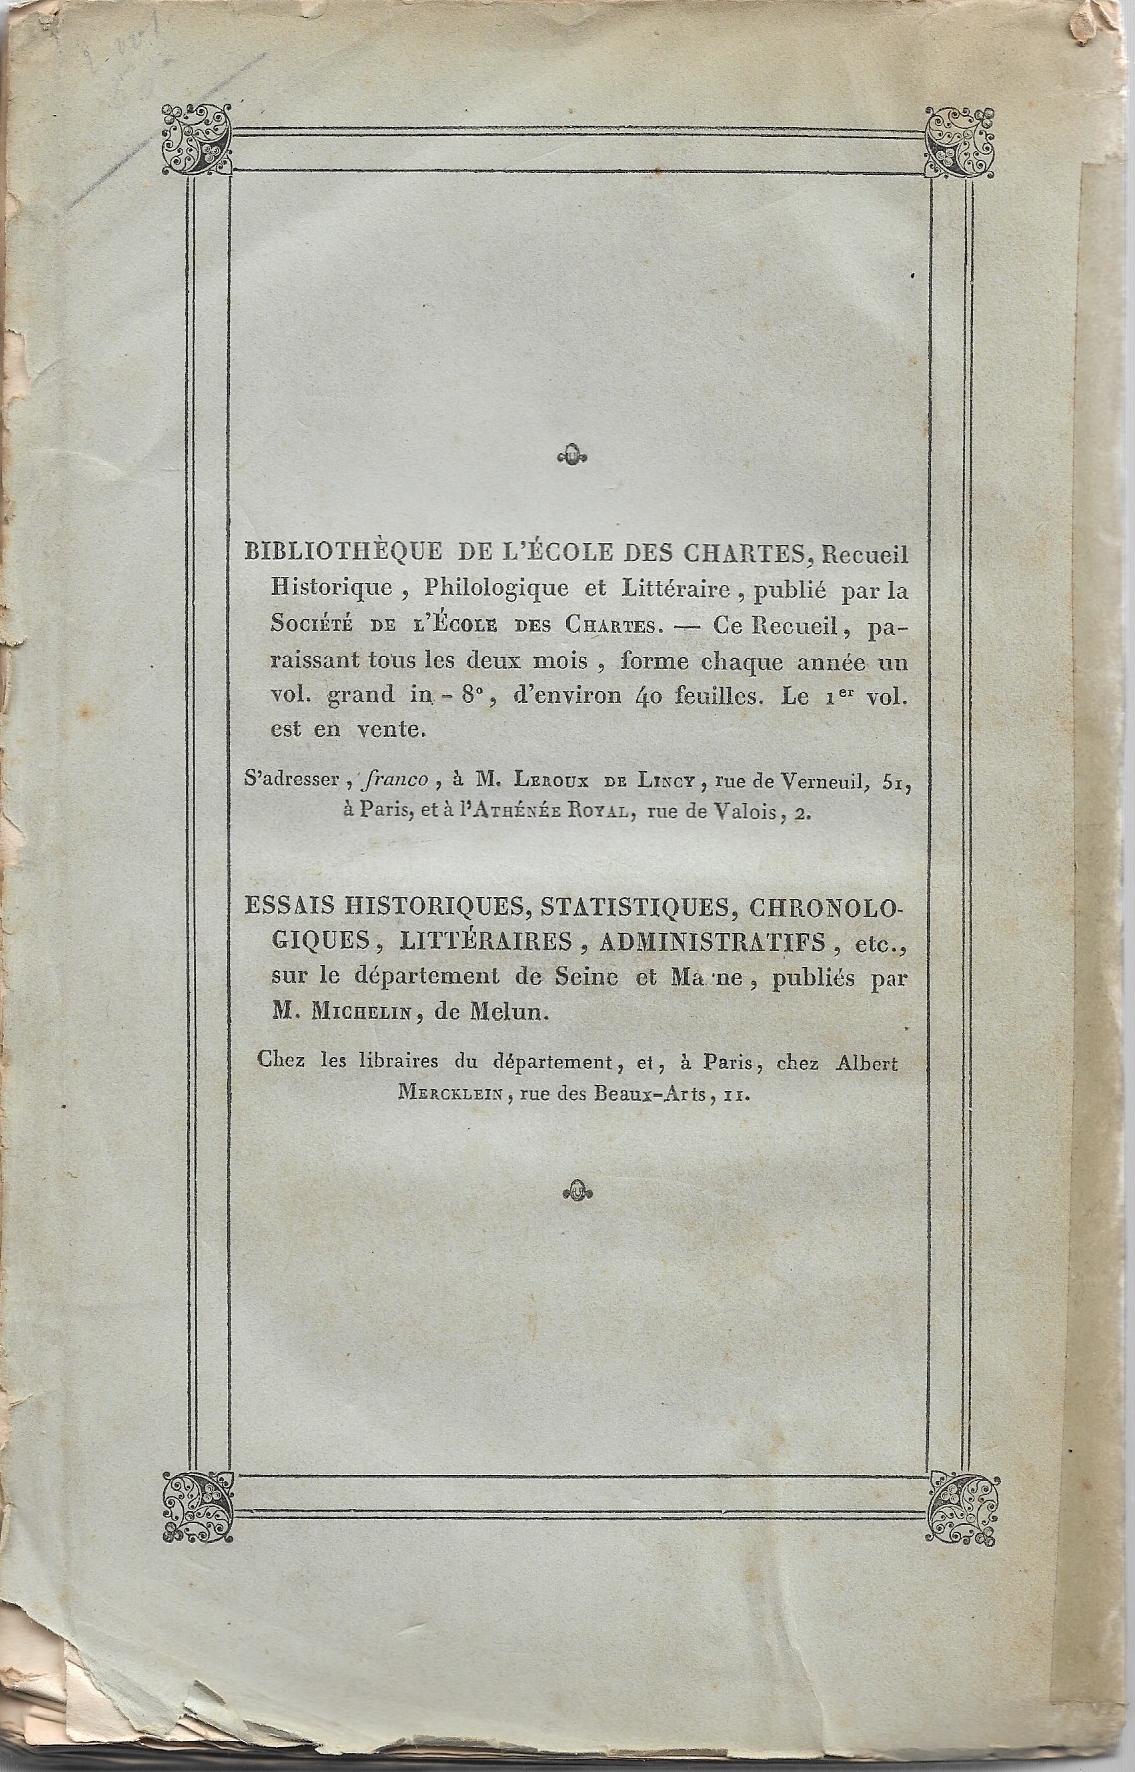 BIBLIOTHÈQUE DE L'ÉCOLE DES CHARTES, Recueil
Historique, Philologique et Littéraire, publié par la
SOCIÉTÉ DE L'ÉCOLE DES CHARTES. — Ce Recueil, pa-
raissant tous les deux mois, forme chaque année un
vol. grand in-8°, d'environ 40 feuilles. Le 1er vol.
est en vente.
S'adresser, franco, à M. LEROUX DE LINCY, rue de Verneuil, 51,
à Paris, et à l'ATHÉNÉE ROYAL, rue de Valois, 2.
ESSAIS HISTORIQUES, STATISTIQUES, CHRONOLO-
GIQUES, LITTÉRAIRES, ADMINISTRATIFS, etc.,
sur le département de Seine et Ma ne, publiés par
M. MICHELIN, de Melun.
Chez les libraires du département, et, à Paris, chez Albert
MERCKLEIN, rue des Beaux-Arts, 11.